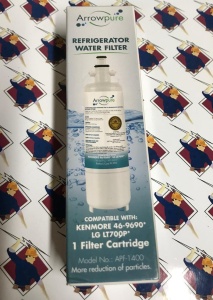 Arrowpure
REFRIGERATOR
WATER FILTER
Arrowpure
COMPATIBLE WITH:
KENMORE 46-9690*
LG LT700P*
1 Filter Cartridge
Model No.: APF-1400
More reduction of particles.